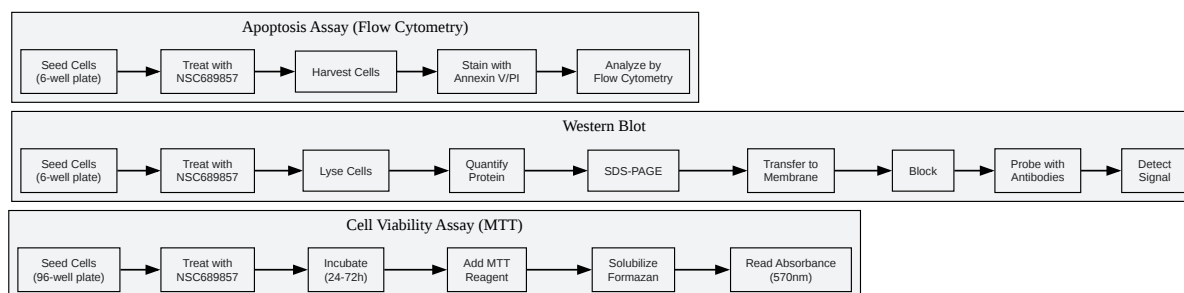 Apoptosis Assay (Flow Cytometry)
Seed Cells
(6-well plate)
Treat with
NSC689857
Harvest Cells
Stain with
Annexin V/PI
Analyze by
Flow Cytometry
Western Blot
Seed Cells
(6-well plate)
Treat with
NSC689857
Lyse Cells
Quantify
Protein
SDS-PAGE
Transfer to
Membrane
Block
Probe with
Antibodies
Detect
Signal
Cell Viability Assay (MTT)
Seed Cells
(96-well plate)
Treat with
NSC689857
Incubate
(24-72h)
Add MTT
Reagent
Solubilize
Formazan
Read Absorbance
(570nm)